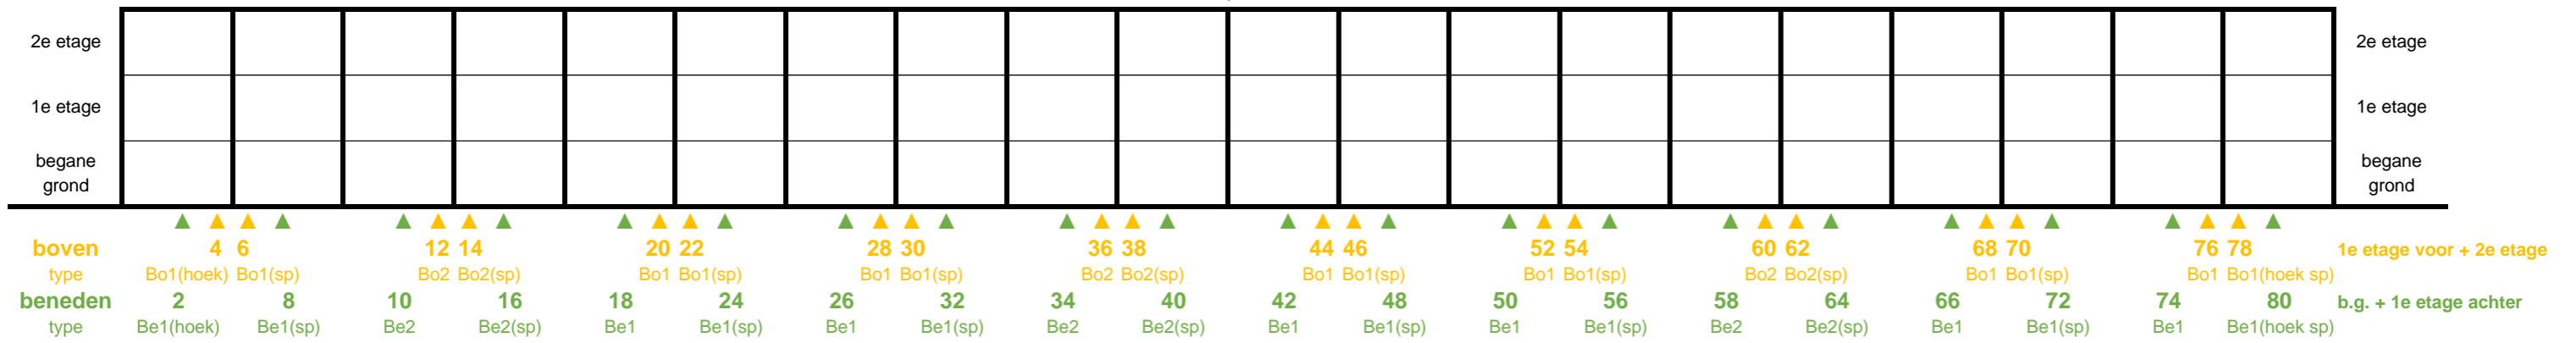 2e etage 2e etage
1e etage 1e etage
begane grond begane grond
boven 4 6 12 14 20 22 28 30 36 38 44 46 52 54 60 62 68 70 76 78 1e etage voor + 2e etage
type Bo1(hoek) Bo1(sp) Bo2 Bo2(sp) Bo1 Bo1(sp) Bo1 Bo1(sp) Bo2 Bo2(sp) Bo1 Bo1(sp) Bo1 Bo1(sp) Bo2 Bo2(sp) Bo1 Bo1(sp) Bo1 Bo1(hoek sp)
beneden 2 8 10 16 18 24 26 32 34 40 42 48 50 56 58 64 66 72 74 80 b.g. + 1e etage achter
type Be1(hoek) Be1(sp) Be2 Be2(sp) Be1 Be1(sp) Be1 Be1(sp) Be2 Be2(sp) Be1 Be1(sp) Be1 Be1(sp) Be2 Be2(sp) Be1 Be1(sp) Be1 Be1(hoek sp)